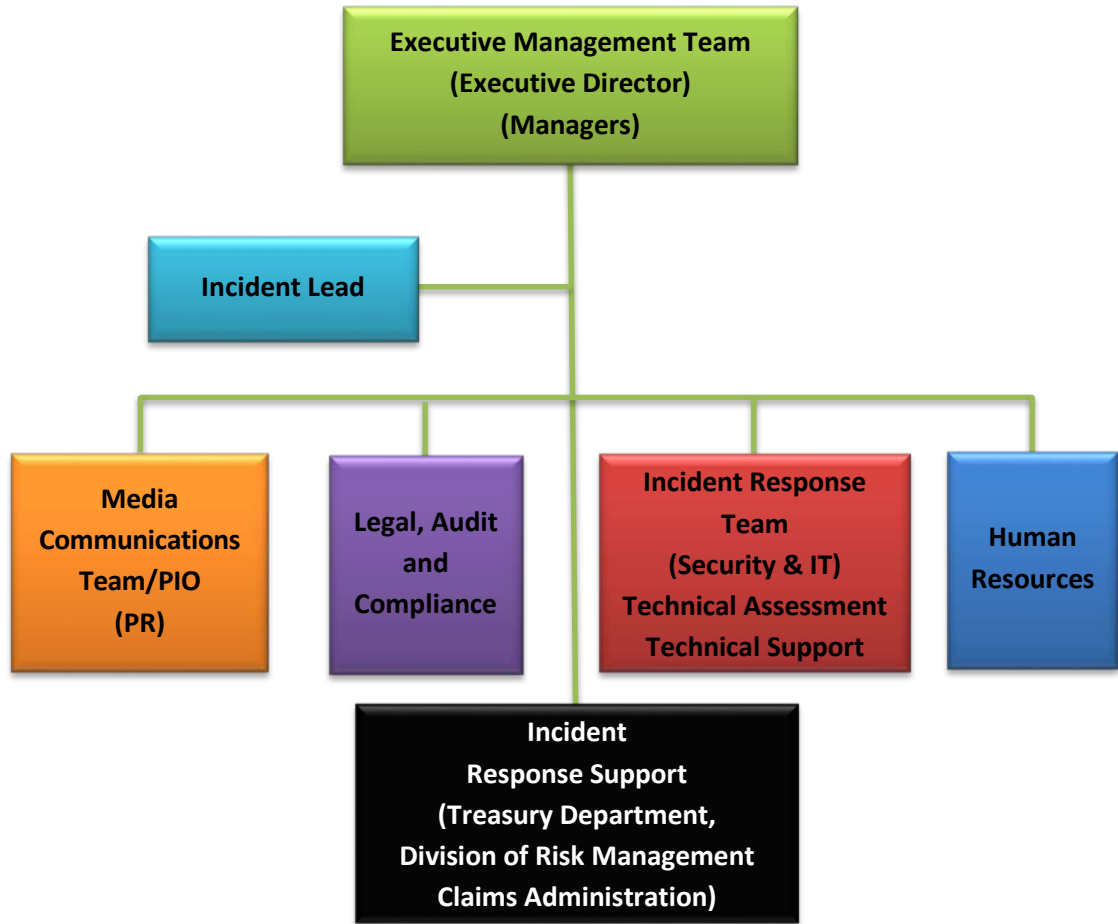 Executive Management Team
(Executive Director)
(Managers)
Incident Lead
Media
Communications
Team/PIO
(PR)
Legal, Audit
and
Compliance
Incident Response
Team
(Security & IT)
Technical Assessment
Technical Support
Human
Resources
Incident
Response Support
(Treasury Department,
Division of Risk Management
Claims Administration)